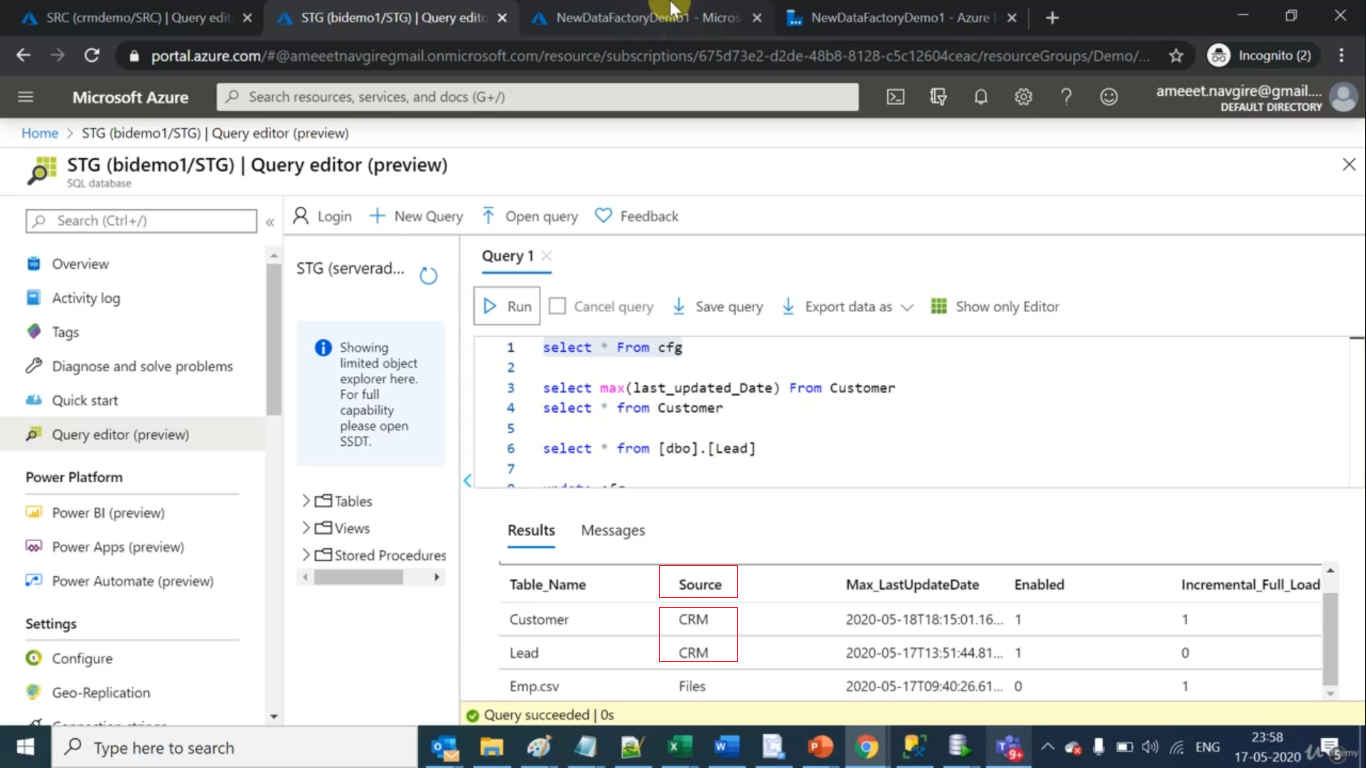 SRC (crmdemo/SRC) | Query edit
STG (bidemo1/STG) | Query edito
NewDataFactoryDemo1 - Micros
NewDataFactoryDemo1 - Azure D
portal.azure.com/#@ameeetnavgiregmail.onmicrosoft.com/resource/subscriptions/675d73e2-d2de-48b8-8128-c5c12604ceac/resourceGroups/Demo/...
Incognito (2)
Microsoft Azure
Search resources, services, and docs (G+/)
ameeet.navgire@gmail....
DEFAULT DIRECTORY
Home > STG (bidemo1/STG) | Query editor (preview)
STG (bidemo1/STG) | Query editor (preview)
SQL database
Search (Ctrl+/)
Overview
Activity log
Tags
Diagnose and solve problems
Quick start
Query editor (preview)
Power Platform
Power BI (preview)
Power Apps (preview)
Power Automate (preview)
Settings
Configure
Geo-Replication
Connection strings
Login
New Query
Open query
Feedback
STG (serverad...
Showing
limited object
explorer here.
For full
capability
please open
SSDT.
Tables
Views
Stored Procedures
Query 1
Run
Cancel query
Save query
Export data as
Show only Editor
1 select * From cfg
2
3 select max(last_updated_Date) From Customer
4 select * from Customer
5
6 select * from [dbo].[Lead]
7
8 update cfg
Results Messages
Table_Name Source Max_LastUpdateDate Enabled Incremental_Full_Load
Customer CRM 2020-05-18T18:15:01.16... 1 1
Lead CRM 2020-05-17T13:51:44.81... 1 0
Emp.csv Files 2020-05-17T09:40:26.61... 0 1
Query succeeded | 0s
Type here to search
9+
ENG
23:58
17-05-2020
5